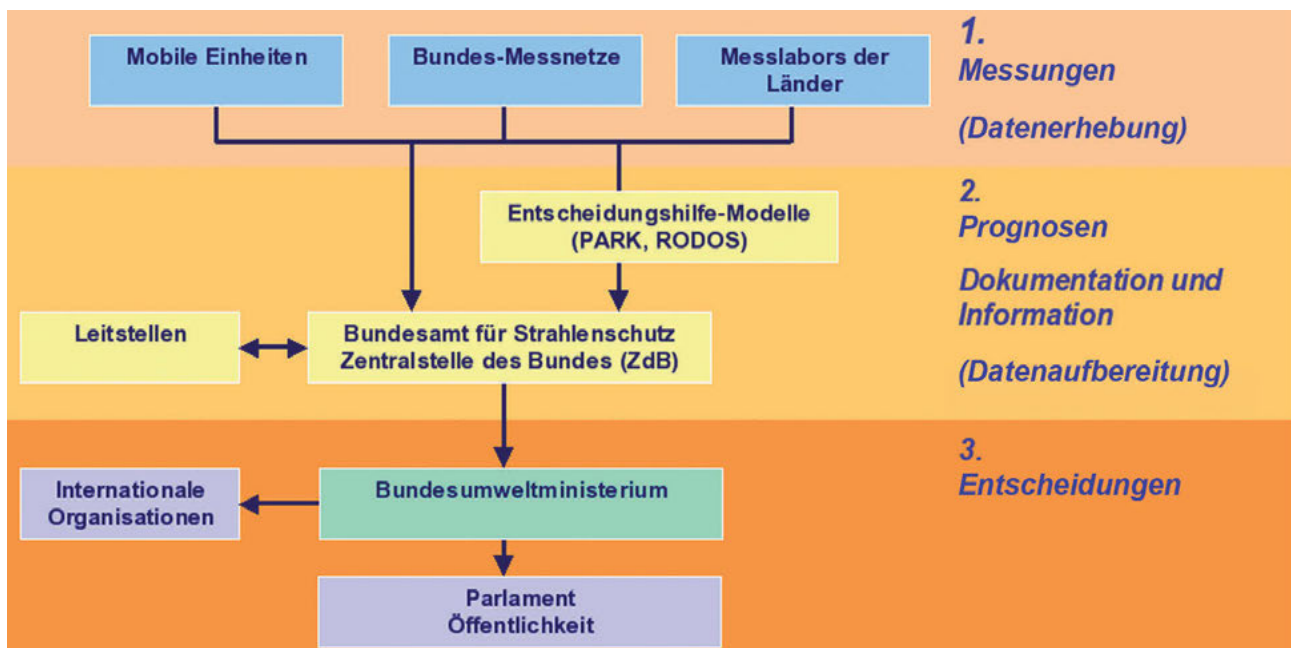 Mobile Einheiten
Bundes-Messnetze
Messlabors der
Länder
1.
Messungen
(Datenerhebung)
Entscheidungshilfe-Modelle
(PARK, RODOS)
2.
Prognosen
Dokumentation und
Information
(Datenaufbereitung)
Leitstellen
Bundesamt für Strahlenschutz
Zentralstelle des Bundes (ZdB)
3.
Entscheidungen
Internationale
Organisationen
Bundesumweltministerium
Parlament
Öffentlichkeit